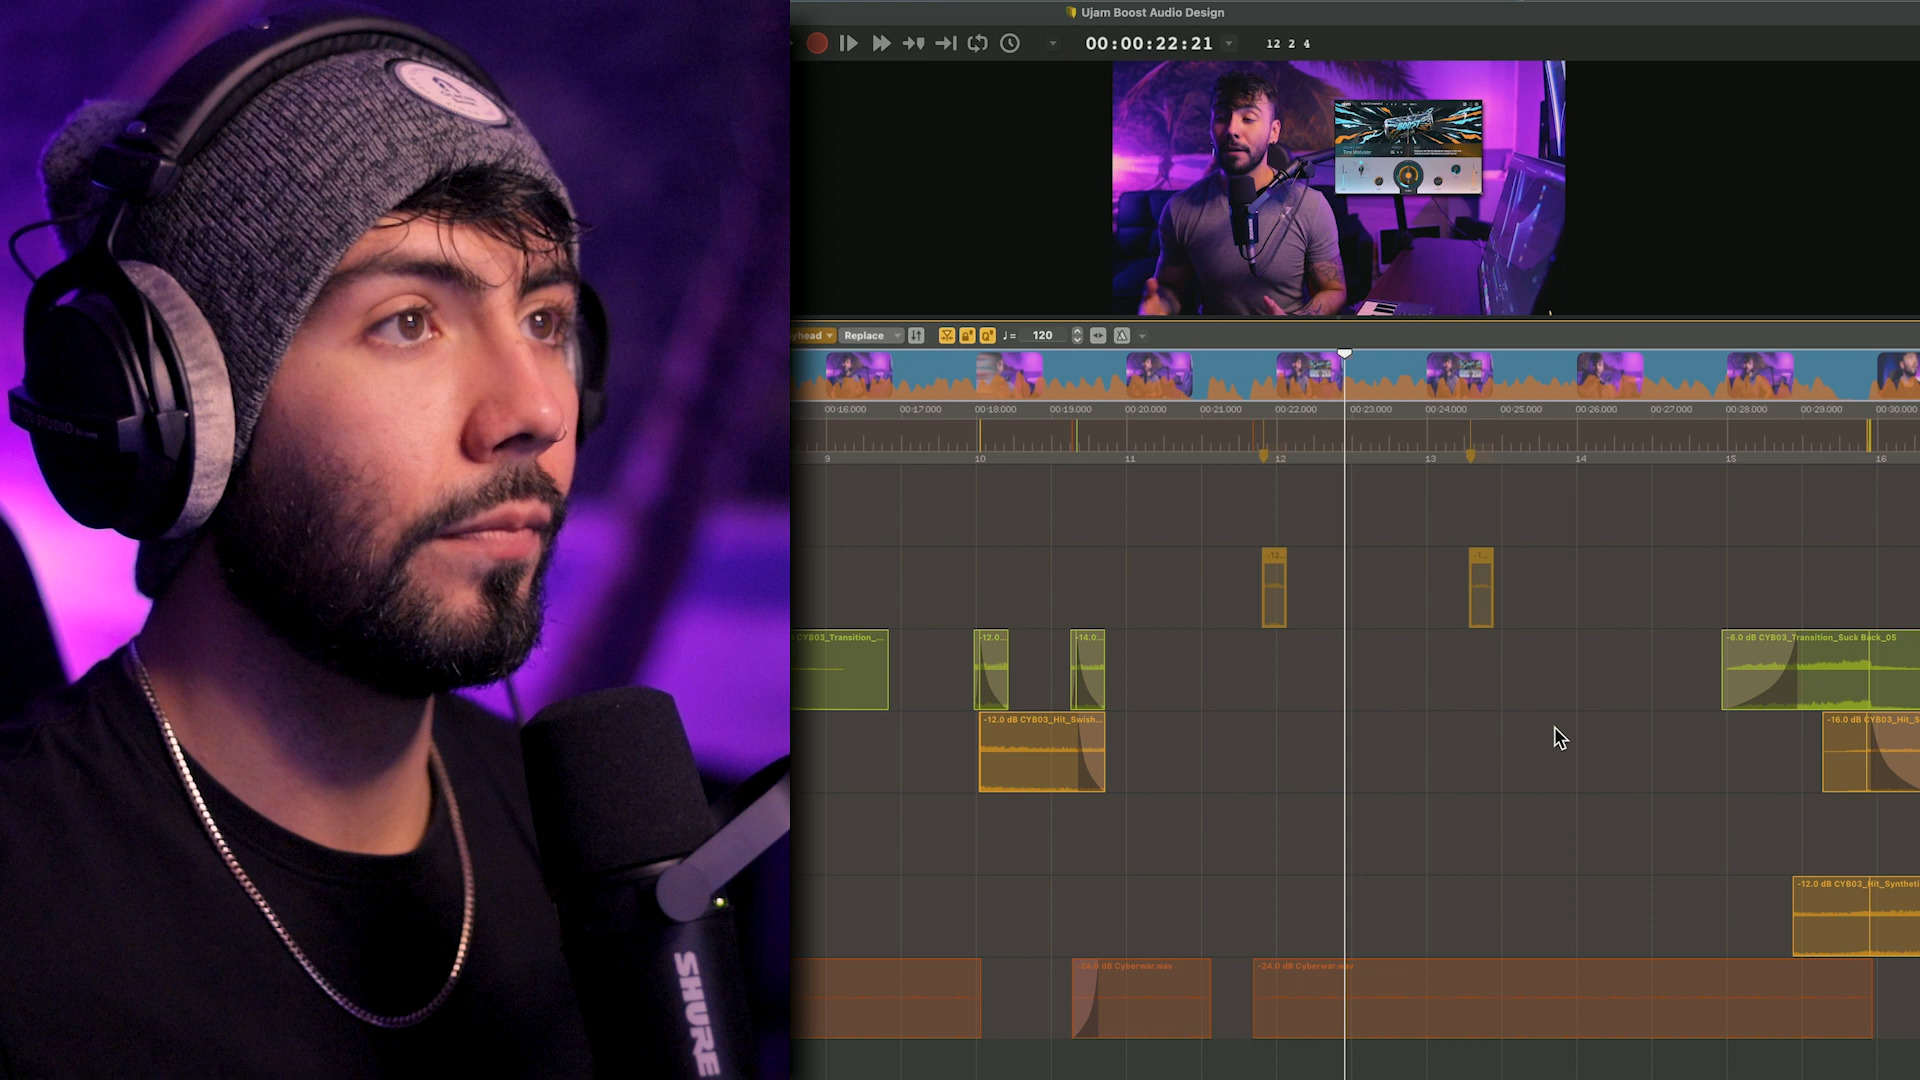 Ujam Boost Audio Design
00:00:22:21
12 2 4
BOOST
Replace
120
00:16.000
00:17.000
00:18.000
00:19.000
00:20.000
00:21.000
00:22.000
00:23.000
00:24.000
00:25.000
00:26.000
00:27.000
00:28.000
00:29.000
00:30.000
9
10
11
12
13
14
15
16
-12...
-1...
CYB03_Transition_...
-12.0...
-14.0...
-6.0 dB CYB03_Transition_Suck Back_05
-12.0 dB CYB03_Hit_Swish...
-16.0 dB CYB03_Hit_S
-12.0 dB CYB03_Hit_Syntheti
-24.0 dB Cyberwar.wav
-24.0 dB Cyberwar.wav
STUDIO
SHURE